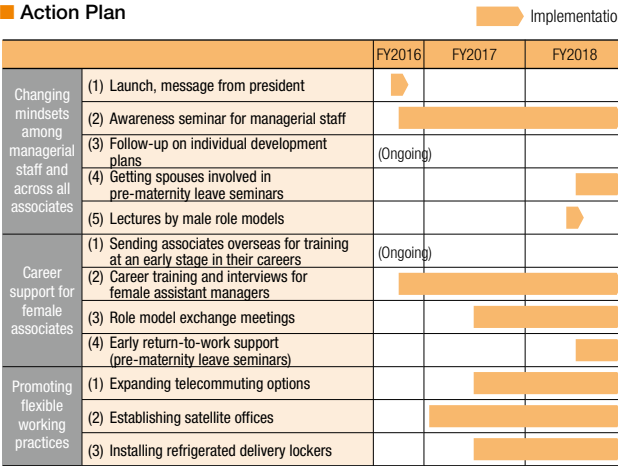 Action Plan
Implementatio
FY2016 FY2017 FY2018
Changing
mindsets
among
managerial
staff and
across all
associates
(1) Launch, message from president
(2) Awareness seminar for managerial staff
(3) Follow-up on individual development
plans
(Ongoing)
(4) Getting spouses involved in
pre-maternity leave seminars
(5) Lectures by male role models
Career
support for
female
associates
(1) Sending associates overseas for training
at an early stage in their careers
(Ongoing)
(2) Career training and interviews for
female assistant managers
(3) Role model exchange meetings
(4) Early return-to-work support
(pre-maternity leave seminars)
Promoting
flexible
working
practices
(1) Expanding telecommuting options
(2) Establishing satellite offices
(3) Installing refrigerated delivery lockers